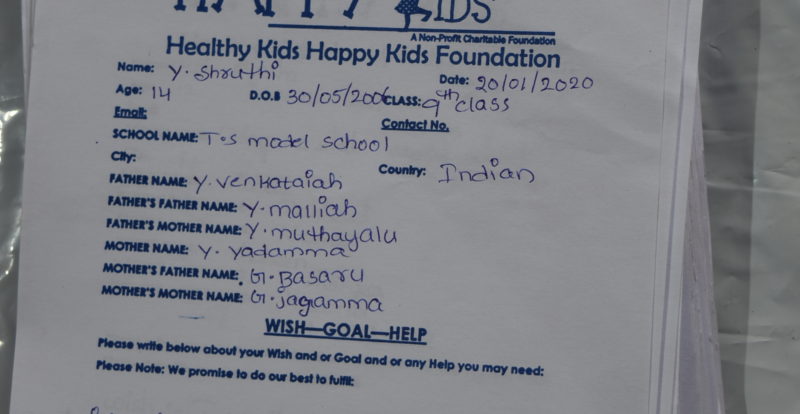 HAPPY KIDS
A Non-Profit Charitable Foundation
Healthy Kids Happy Kids Foundation
Name: Y. Shruthi Date: 20/01/2020
Age: 14 D.O.B 30/05/2006 CLASS: 9th class
Email: Contact No.
SCHOOL NAME: T.S model school
City: Country: Indian
FATHER NAME: Y. venkataiah
FATHER'S FATHER NAME: Y. malliah
FATHER'S MOTHER NAME: Y. muthayalu
MOTHER NAME: Y. Yadamma
MOTHER'S FATHER NAME: G. Basaru
MOTHER'S MOTHER NAME: G. jagamma
WISH—GOAL—HELP
Please write below about your Wish and or Goal and or any Help you may need:
Please Note: We promise to do our best to fulfil: